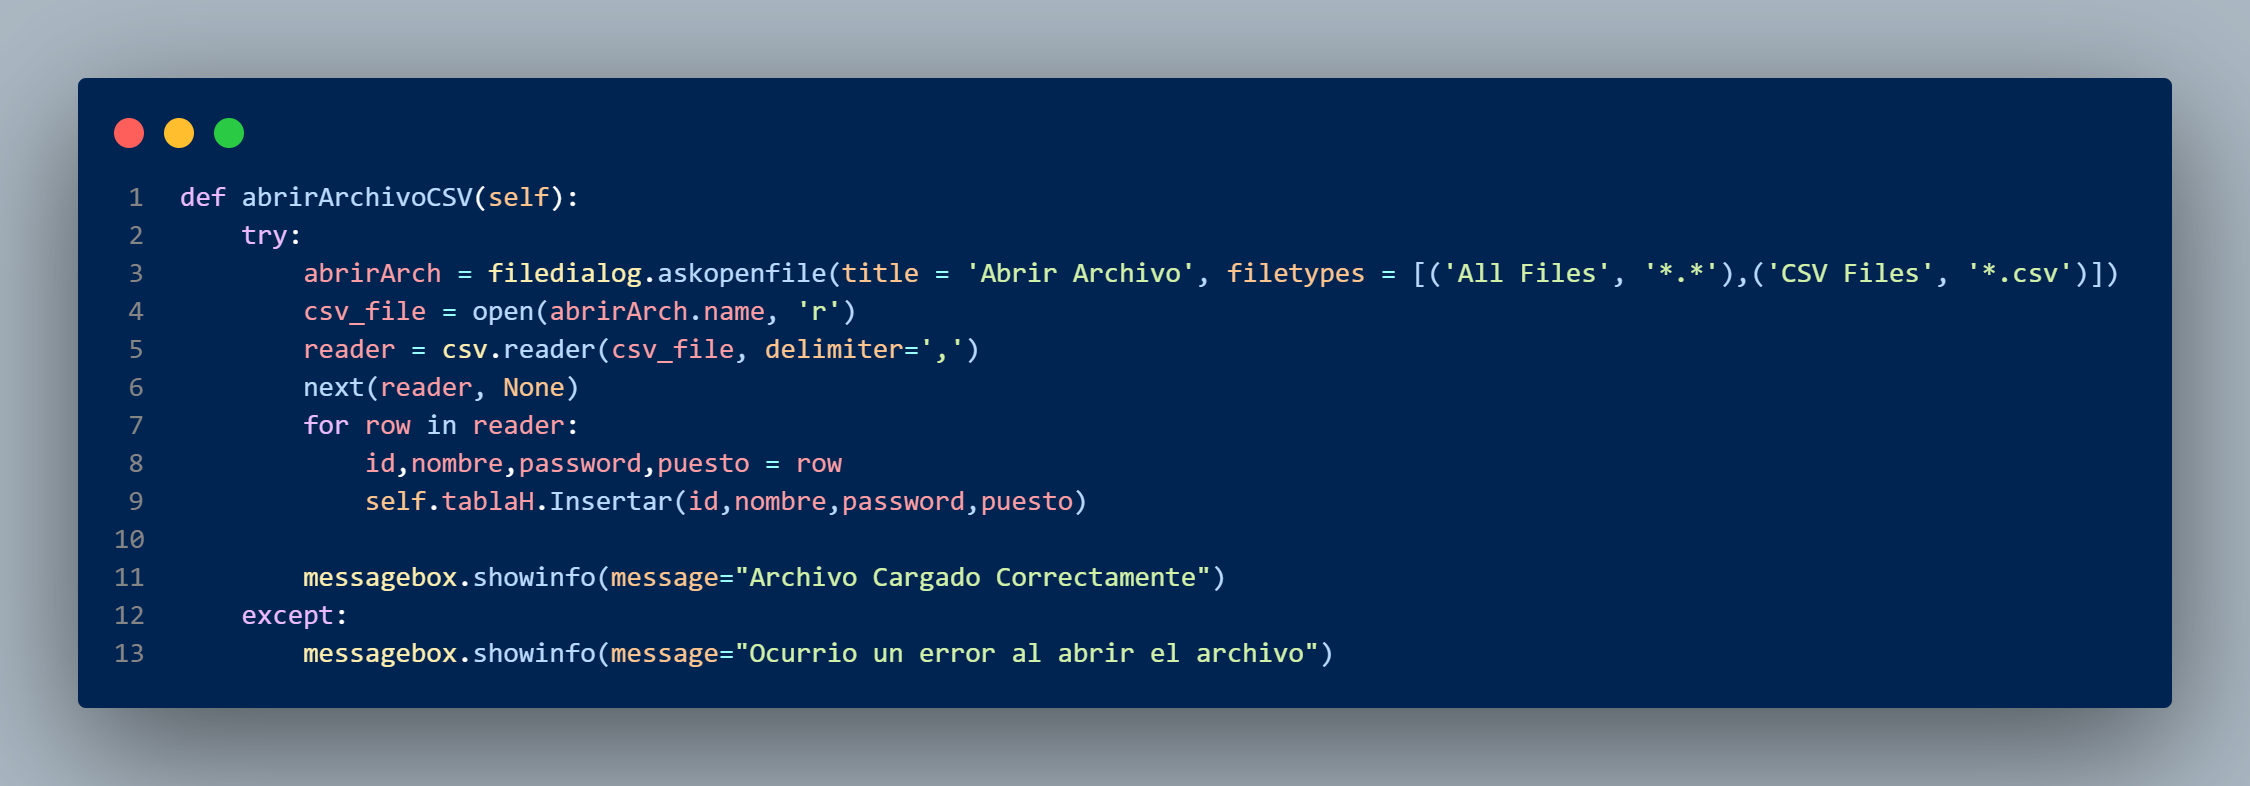 1 def abrirArchivoCSV(self):
2     try:
3         abrirArch = filedialog.askopenfile(title = 'Abrir Archivo', filetypes = [('All Files', '*.*'),('CSV Files', '*.csv')])
4         csv_file = open(abrirArch.name, 'r')
5         reader = csv.reader(csv_file, delimiter=',')
6         next(reader, None)
7         for row in reader:
8             id,nombre,password,puesto = row
9             self.tablaH.Insertar(id,nombre,password,puesto)
10
11         messagebox.showinfo(message="Archivo Cargado Correctamente")
12     except:
13         messagebox.showinfo(message="Ocurrio un error al abrir el archivo")